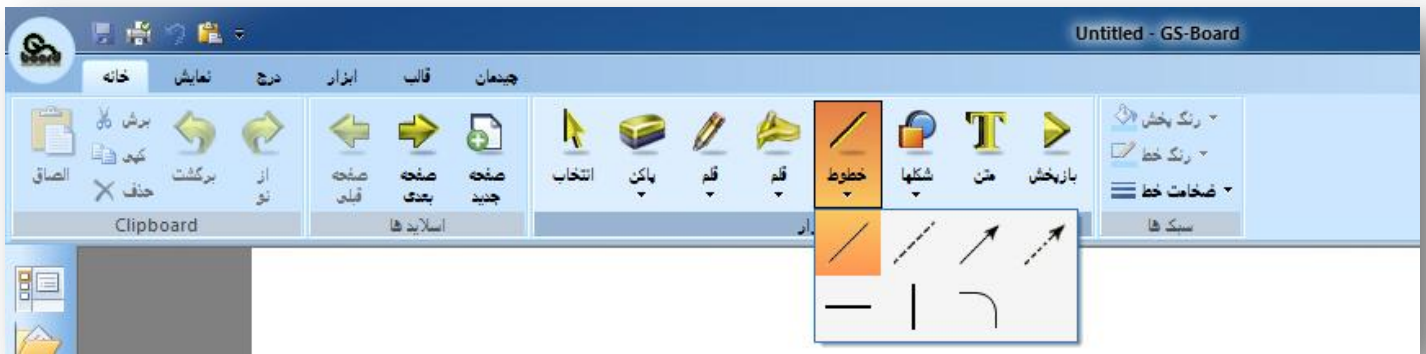 Untitled - GS-Board
board
خانه
نمایش
درج
ابزار
قالب
چیدمان
الصاق
برش
کپی
حذف
برگشت
از نو
صفحه قبلی
صفحه بعدی
صفحه جدید
انتخاب
پاکن
قلم
قلم
خطوط
شکلها
متن
T
بازپخش
رنگ پخش
رنگ خط
ضخامت خط
Clipboard
اسلاید ها
سبک ها